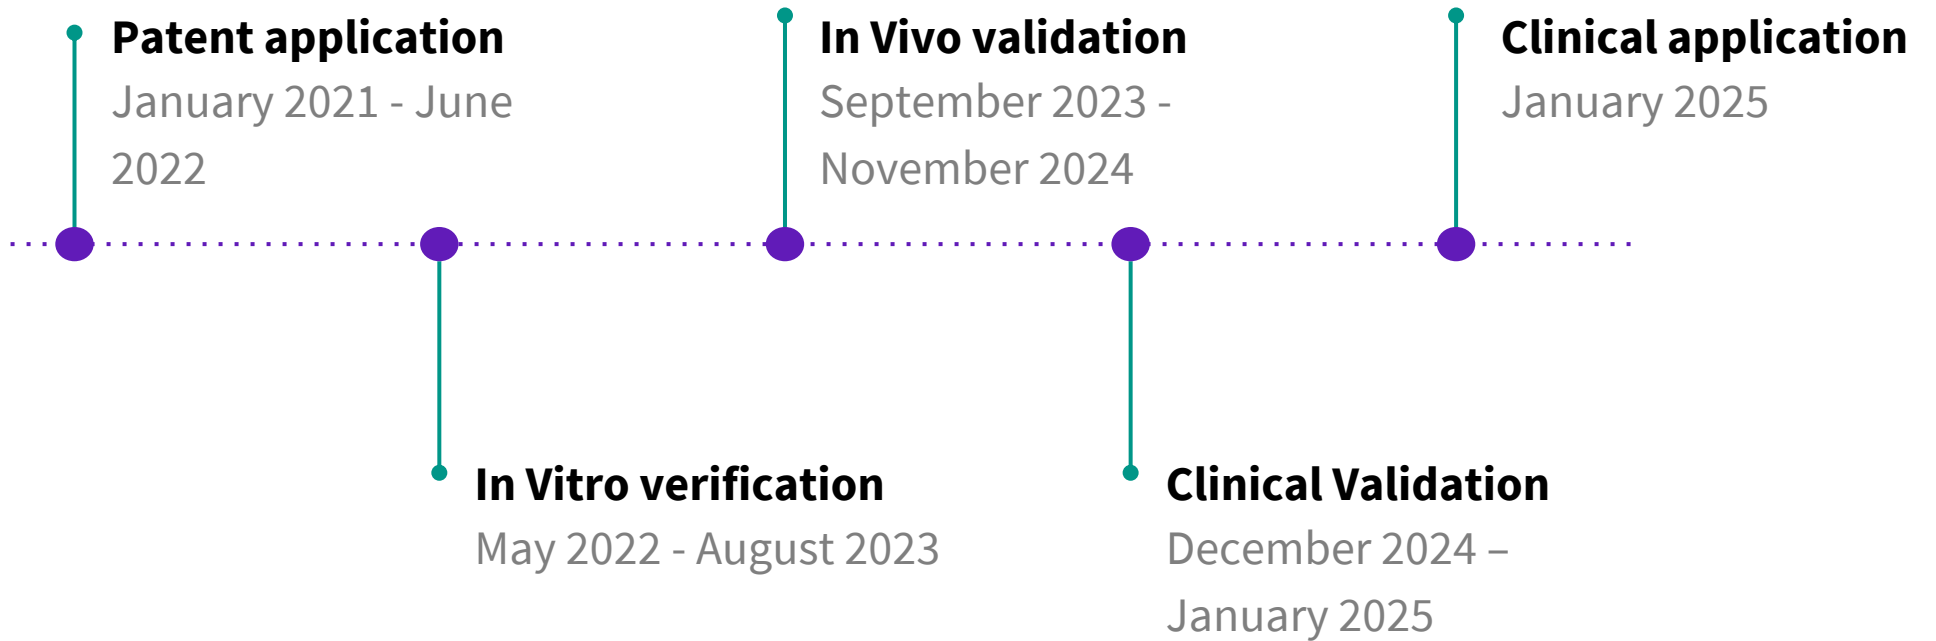 Patent application
January 2021 - June
2022
In Vivo validation
September 2023 -
November 2024
Clinical application
January 2025
In Vitro verification
May 2022 - August 2023
Clinical Validation
December 2024 –
January 2025